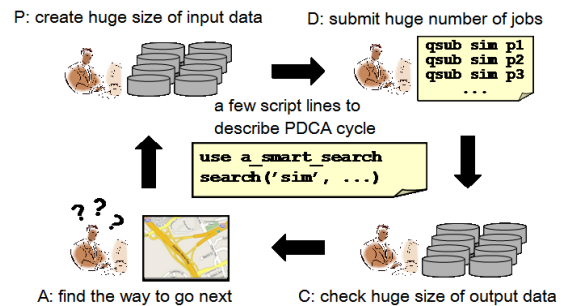 P: create huge size of input data
D: submit huge number of jobs
qsub sim p1
qsub sim p2
qsub sim p3
...
a few script lines to
describe PDCA cycle
use a_smart_search
search('sim', ...)
? ? ?
A: find the way to go next
C: check huge size of output data